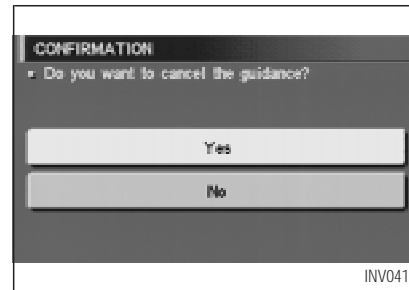 CONFIRMATION
▪ Do you want to cancel the guidance?
Yes
No
INV041